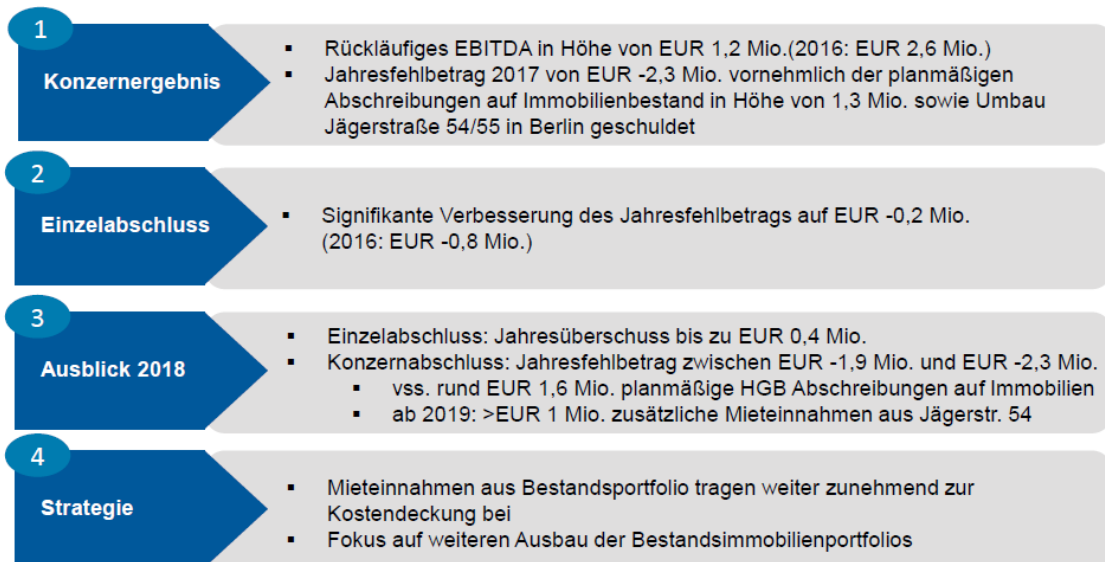 1
Konzernergebnis
▪ Rückläufiges EBITDA in Höhe von EUR 1,2 Mio.(2016: EUR 2,6 Mio.)
▪ Jahresfehlbetrag 2017 von EUR -2,3 Mio. vornehmlich der planmäßigen
Abschreibungen auf Immobilienbestand in Höhe von 1,3 Mio. sowie Umbau
Jägerstraße 54/55 in Berlin geschuldet
2
Einzelabschluss
▪ Signifikante Verbesserung des Jahresfehlbetrags auf EUR -0,2 Mio.
(2016: EUR -0,8 Mio.)
3
Ausblick 2018
▪ Einzelabschluss: Jahresüberschuss bis zu EUR 0,4 Mio.
▪ Konzernabschluss: Jahresfehlbetrag zwischen EUR -1,9 Mio. und EUR -2,3 Mio.
▪ vss. rund EUR 1,6 Mio. planmäßige HGB Abschreibungen auf Immobilien
▪ ab 2019: >EUR 1 Mio. zusätzliche Mieteinnahmen aus Jägerstr. 54
4
Strategie
▪ Mieteinnahmen aus Bestandsportfolio tragen weiter zunehmend zur
Kostendeckung bei
▪ Fokus auf weiteren Ausbau der Bestandsimmobilienportfolios